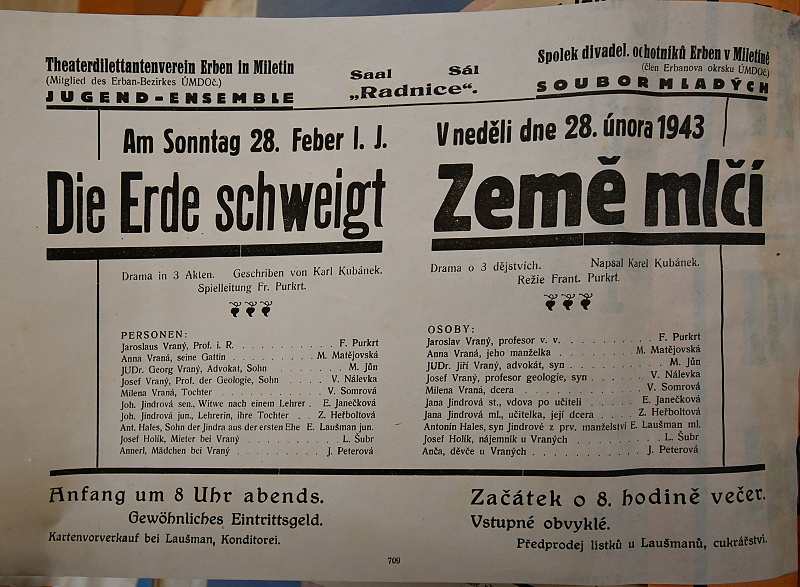 Theaterdilettantenverein Erben in Miletin
(Mitglied des Erban-Bezirkes ÚMDOč.)
JUGEND-ENSEMBLE
Saal Sál
„Radnice“.
Spolek divadel. ochotníků Erben v Miletíně
(člen Erbanova okrsku ÚMDOč.)
SOUBOR MLADÝCH
Am Sonntag 28. Feber l. J.
Die Erde schweigt
Drama in 3 Akten. Geschriben von Karl Kubánek.
Spielleitung Fr. Purkrt.
PERSONEN:
Jaroslaus Vraný, Prof. i. R. . . . . . . . . . . . F. Purkrt
Anna Vraná, seine Gattin . . . . . . . . M. Matějovská
JUDr. Georg Vraný, Advokat, Sohn . . . . . . . . M. Jůn
Josef Vraný, Prof. der Geologie, Sohn . . . . . V. Nálevka
Milena Vraná, Tochter . . . . . . . . . . . V. Somrová
Joh. Jindrová sen., Witwe nach einem Lehrer . E. Janečková
Joh. Jindrová jun., Lehrerin, ihre Tochter . . . Z. Heřboltová
Ant. Hales, Sohn der Jindra aus der ersten Ehe E. Laušman jun.
Josef Holík, Mieter bei Vraný . . . . . . . . . L. Šubr
Annerl, Mädchen bei Vraný . . . . . . . . . J. Peterová
V neděli dne 28. února 1943
Země mlčí
Drama o 3 dějstvích. Napsal Karel Kubánek.
Režie Frant. Purkrt.
OSOBY:
Jaroslav Vraný, profesor v. v. . . . . . . . . . . F. Purkrt
Anna Vraná, jeho manželka . . . . . . . M. Matějovská
JUDr. Jiří Vraný, advokát, syn . . . . . . . . . M. Jůn
Josef Vraný, profesor geologie, syn . . . . . . V. Nálevka
Milena Vraná, dcera . . . . . . . . . . . V. Somrová
Jana Jindrová st., vdova po učiteli . . . . . E. Janečková
Jana Jindrová ml., učitelka, její dcera . . . . Z. Heřboltová
Antonín Hales, syn Jindrové z prv. manželství E. Laušman ml.
Josef Holík, nájemník u Vraných . . . . . . . . L. Šubr
Anča, děvče u Vraných . . . . . . . . . . J. Peterová
Anfang um 8 Uhr abends.
Gewöhnliches Eintrittsgeld.
Kartenvorverkauf bei Laušman, Konditorei.
Začátek o 8. hodině večer.
Vstupné obvyklé.
Předprodej lístků u Laušmanů, cukrářství.
709